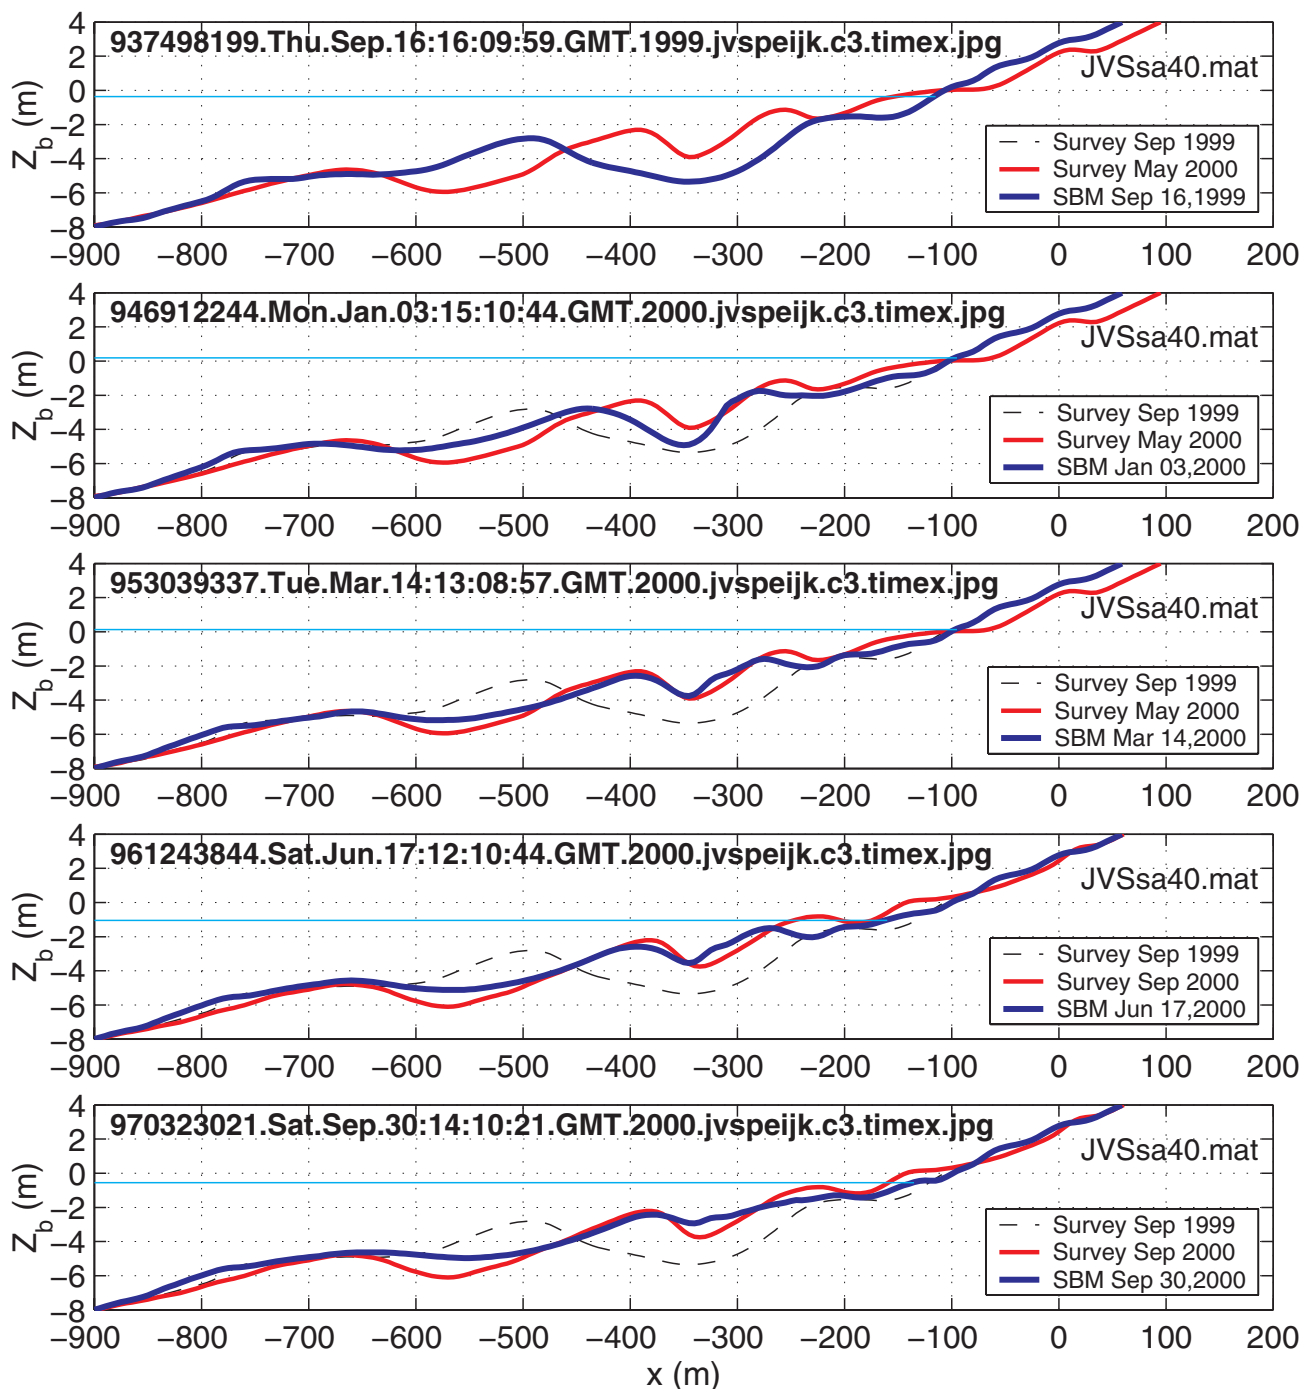 937498199.Thu.Sep.16:16:09:59.GMT.1999.jvspeijk.c3.timex.jpg
JVSsa40.mat
Z_b (m)
4
2
0
−2
−4
−6
−8
Survey Sep 1999
Survey May 2000
SBM Sep 16,1999
−900 −800 −700 −600 −500 −400 −300 −200 −100 0 100 200
946912244.Mon.Jan.03:15:10:44.GMT.2000.jvspeijk.c3.timex.jpg
JVSsa40.mat
Z_b (m)
4
2
0
−2
−4
−6
−8
Survey Sep 1999
Survey May 2000
SBM Jan 03,2000
−900 −800 −700 −600 −500 −400 −300 −200 −100 0 100 200
953039337.Tue.Mar.14:13:08:57.GMT.2000.jvspeijk.c3.timex.jpg
JVSsa40.mat
Z_b (m)
4
2
0
−2
−4
−6
−8
Survey Sep 1999
Survey May 2000
SBM Mar 14,2000
−900 −800 −700 −600 −500 −400 −300 −200 −100 0 100 200
961243844.Sat.Jun.17:12:10:44.GMT.2000.jvspeijk.c3.timex.jpg
JVSsa40.mat
Z_b (m)
4
2
0
−2
−4
−6
−8
Survey Sep 1999
Survey Sep 2000
SBM Jun 17,2000
−900 −800 −700 −600 −500 −400 −300 −200 −100 0 100 200
970323021.Sat.Sep.30:14:10:21.GMT.2000.jvspeijk.c3.timex.jpg
JVSsa40.mat
Z_b (m)
4
2
0
−2
−4
−6
−8
Survey Sep 1999
Survey Sep 2000
SBM Sep 30,2000
−900 −800 −700 −600 −500 −400 −300 −200 −100 0 100 200
x (m)